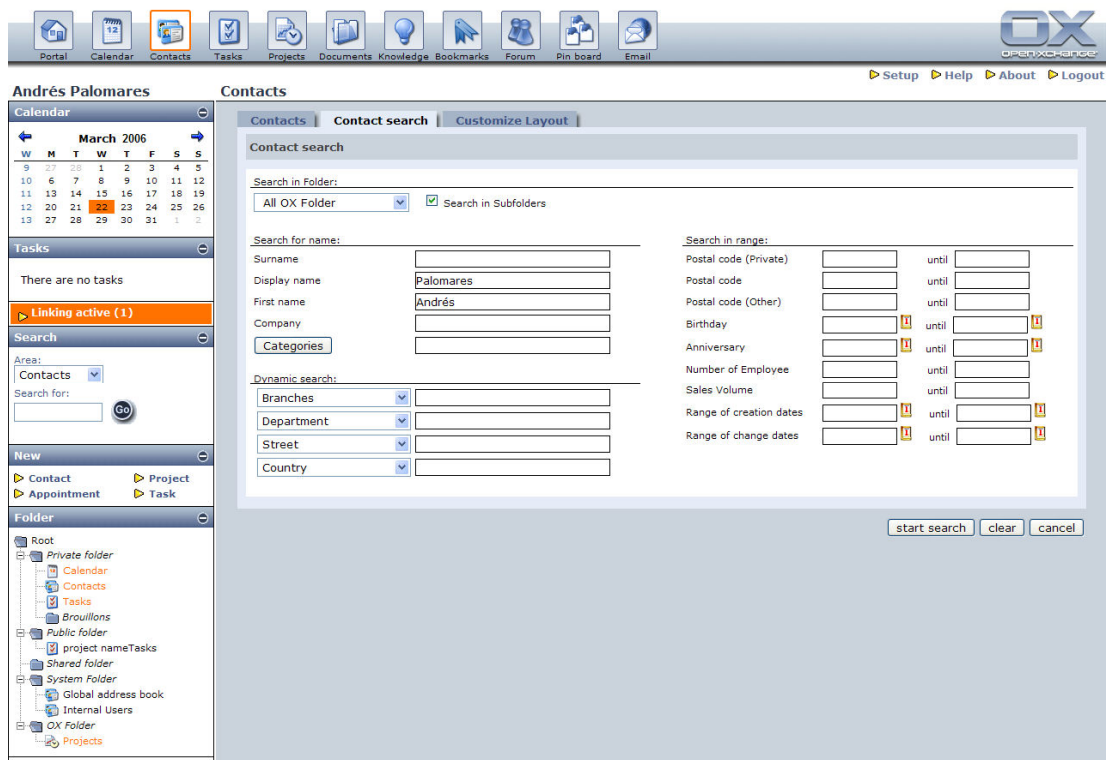 12
Portal Calendar Contacts Tasks Projects Documents Knowledge Bookmarks Forum Pin board Email
OX
OPEN-XCHANGE
Setup Help About Logout
Andrés Palomares
Contacts
Calendar
March 2006
W M T W T F S S
9 27 28 1 2 3 4 5
10 6 7 8 9 10 11 12
11 13 14 15 16 17 18 19
12 20 21 22 23 24 25 26
13 27 28 29 30 31 1 2
Tasks
There are no tasks
Linking active (1)
Search
Area:
Contacts
Search for:
Go
New
Contact Project
Appointment Task
Folder
Root
Private folder
Calendar
Contacts
Tasks
Brouillons
Public folder
project nameTasks
Shared folder
System Folder
Global address book
Internal Users
OX Folder
Projects
Contacts | Contact search | Customize Layout |
Contact search
Search in Folder:
All OX Folder Search in Subfolders
Search for name:
Surname
Display name Palomares
First name Andrés
Company
Categories
Dynamic search:
Branches
Department
Street
Country
Search in range:
Postal code (Private) until
Postal code until
Postal code (Other) until
Birthday until
Anniversary until
Number of Employee until
Sales Volume until
Range of creation dates until
Range of change dates until
start search clear cancel